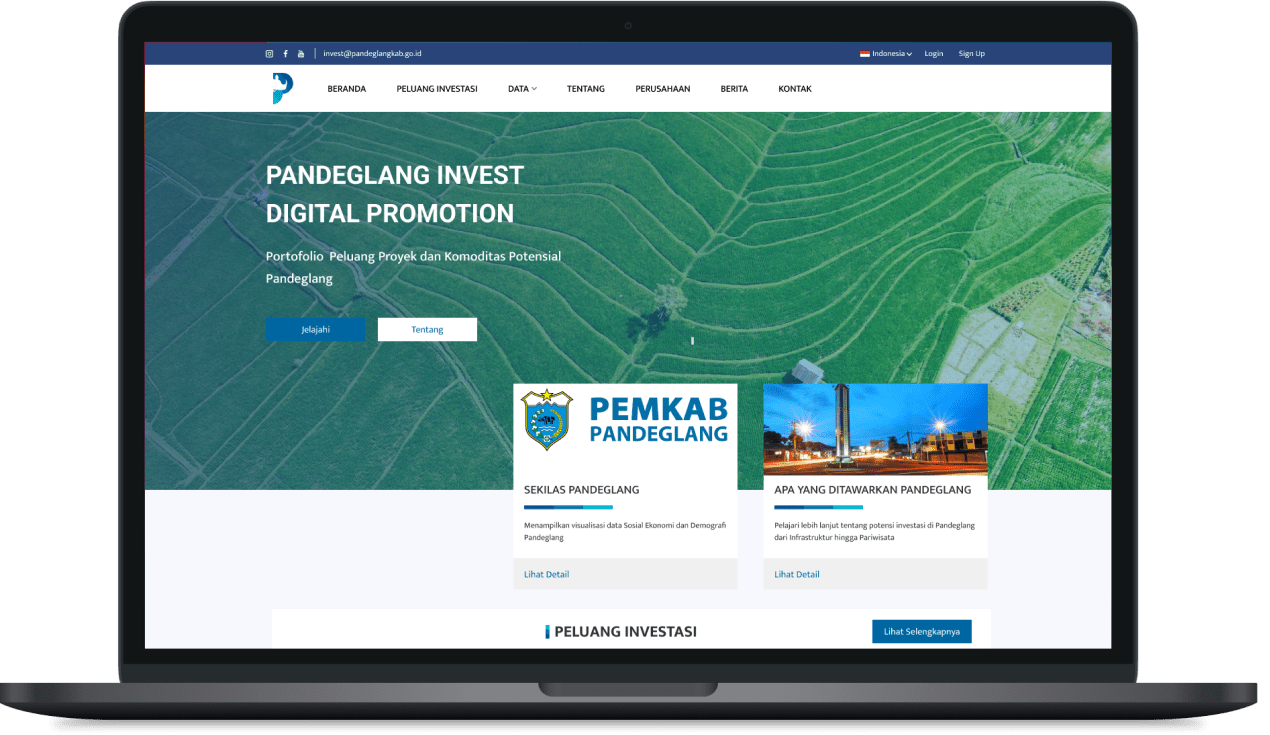 invest@pandeglangkab.go.id
Indonesia
Login
Sign Up
BERANDA
PELUANG INVESTASI
DATA
TENTANG
PERUSAHAAN
BERITA
KONTAK
PANDEGLANG INVEST
DIGITAL PROMOTION
Portofolio Peluang Proyek dan Komoditas Potensial
Pandeglang
Jelajahi
Tentang
PEMKAB
PANDEGLANG
SEKILAS PANDEGLANG
Menampilkan visualisasi data Sosial Ekonomi dan Demografi
Pandeglang
Lihat Detail
APA YANG DITAWARKAN PANDEGLANG
Pelajari lebih lanjut tentang potensi investasi di Pandeglang
dari Infrastruktur hingga Pariwisata
Lihat Detail
PELUANG INVESTASI
Lihat Selengkapnya